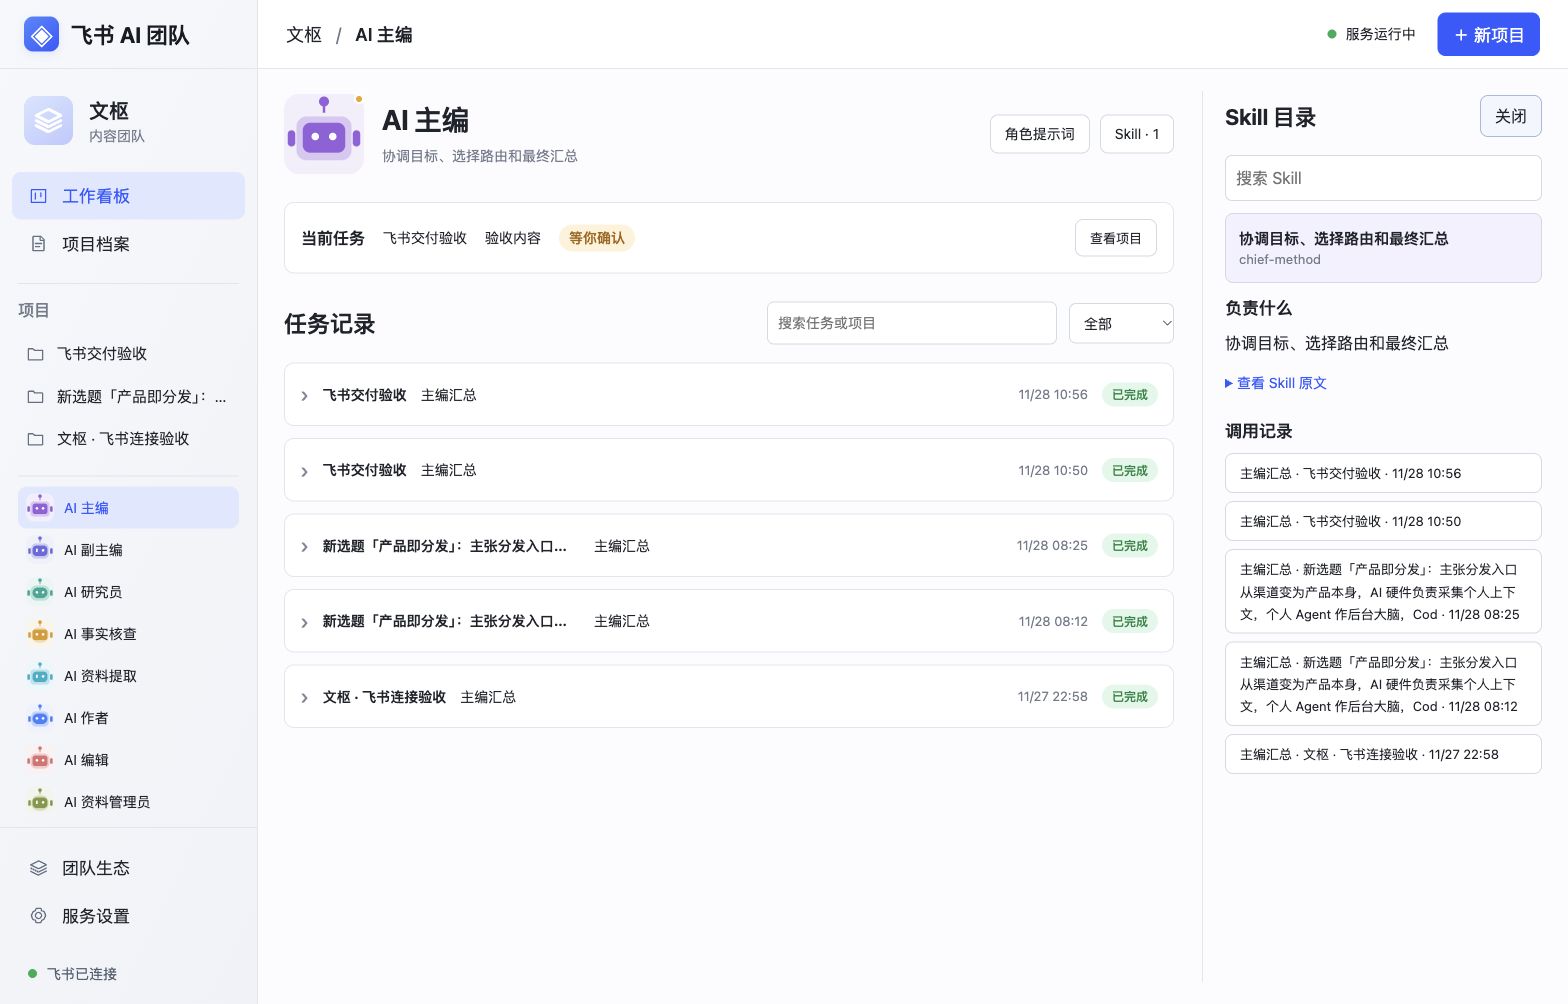 飞书 AI 团队
文枢
内容团队
工作看板
项目档案
项目
飞书交付验收
新选题「产品即分发」：...
文枢 · 飞书连接验收
AI 主编
AI 副主编
AI 研究员
AI 事实核查
AI 资料提取
AI 作者
AI 编辑
AI 资料管理员
团队生态
服务设置
飞书已连接
文枢 / AI 主编
服务运行中
+ 新项目
AI 主编
协调目标、选择路由和最终汇总
角色提示词
Skill · 1
当前任务 飞书交付验收 验收内容 等你确认
查看项目
任务记录
搜索任务或项目
全部
飞书交付验收 主编汇总 11/28 10:56 已完成
飞书交付验收 主编汇总 11/28 10:50 已完成
新选题「产品即分发」：主张分发入口... 主编汇总 11/28 08:25 已完成
新选题「产品即分发」：主张分发入口... 主编汇总 11/28 08:12 已完成
文枢 · 飞书连接验收 主编汇总 11/27 22:58 已完成
Skill 目录
关闭
搜索 Skill
协调目标、选择路由和最终汇总
chief-method
负责什么
协调目标、选择路由和最终汇总
查看 Skill 原文
调用记录
主编汇总 · 飞书交付验收 · 11/28 10:56
主编汇总 · 飞书交付验收 · 11/28 10:50
主编汇总 · 新选题「产品即分发」：主张分发入口
从渠道变为产品本身，AI 硬件负责采集个人上下
文，个人 Agent 作后台大脑，Cod · 11/28 08:25
主编汇总 · 新选题「产品即分发」：主张分发入口
从渠道变为产品本身，AI 硬件负责采集个人上下
文，个人 Agent 作后台大脑，Cod · 11/28 08:12
主编汇总 · 文枢 · 飞书连接验收 · 11/27 22:58